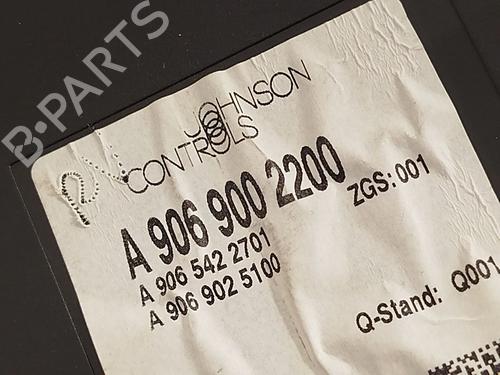 B·PARTS
JOHNSON
CONTROLS
A 906 900 2200
ZGS: 001
A 906 542 2701
A 906 902 5100
Q-Stand: Q001